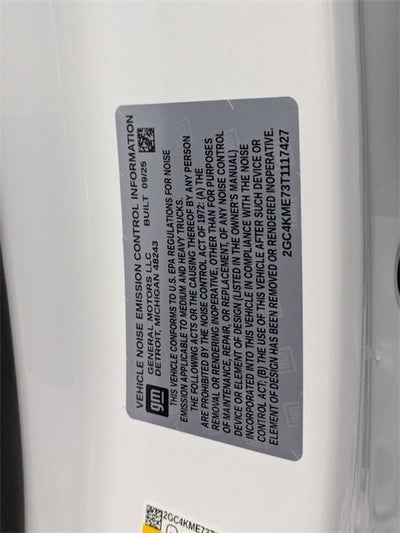 VEHICLE NOISE EMISSION CONTROL INFORMATION
gm
GENERAL MOTORS LLC
DETROIT, MICHIGAN 48243
BUILT 09/25
THIS VEHICLE CONFORMS TO U.S. EPA REGULATIONS FOR NOISE
EMISSION APPLICABLE TO MEDIUM AND HEAVY TRUCKS.
THE FOLLOWING ACTS OR THE CAUSING THEREOF BY ANY PERSON
ARE PROHIBITED BY THE NOISE CONTROL ACT OF 1972: (A) THE
REMOVAL OR RENDERING INOPERATIVE, OTHER THAN FOR PURPOSES
OF MAINTENANCE, REPAIR, OR REPLACEMENT, OF ANY NOISE CONTROL
DEVICE OR ELEMENT OF DESIGN (LISTED IN THE OWNER'S MANUAL)
INCORPORATED INTO THIS VEHICLE IN COMPLIANCE WITH THE NOISE
CONTROL ACT; (B) THE USE OF THIS VEHICLE AFTER SUCH DEVICE OR
ELEMENT OF DESIGN HAS BEEN REMOVED OR RENDERED INOPERATIVE.
2GC4KME73T1117427
2GC4KME73T